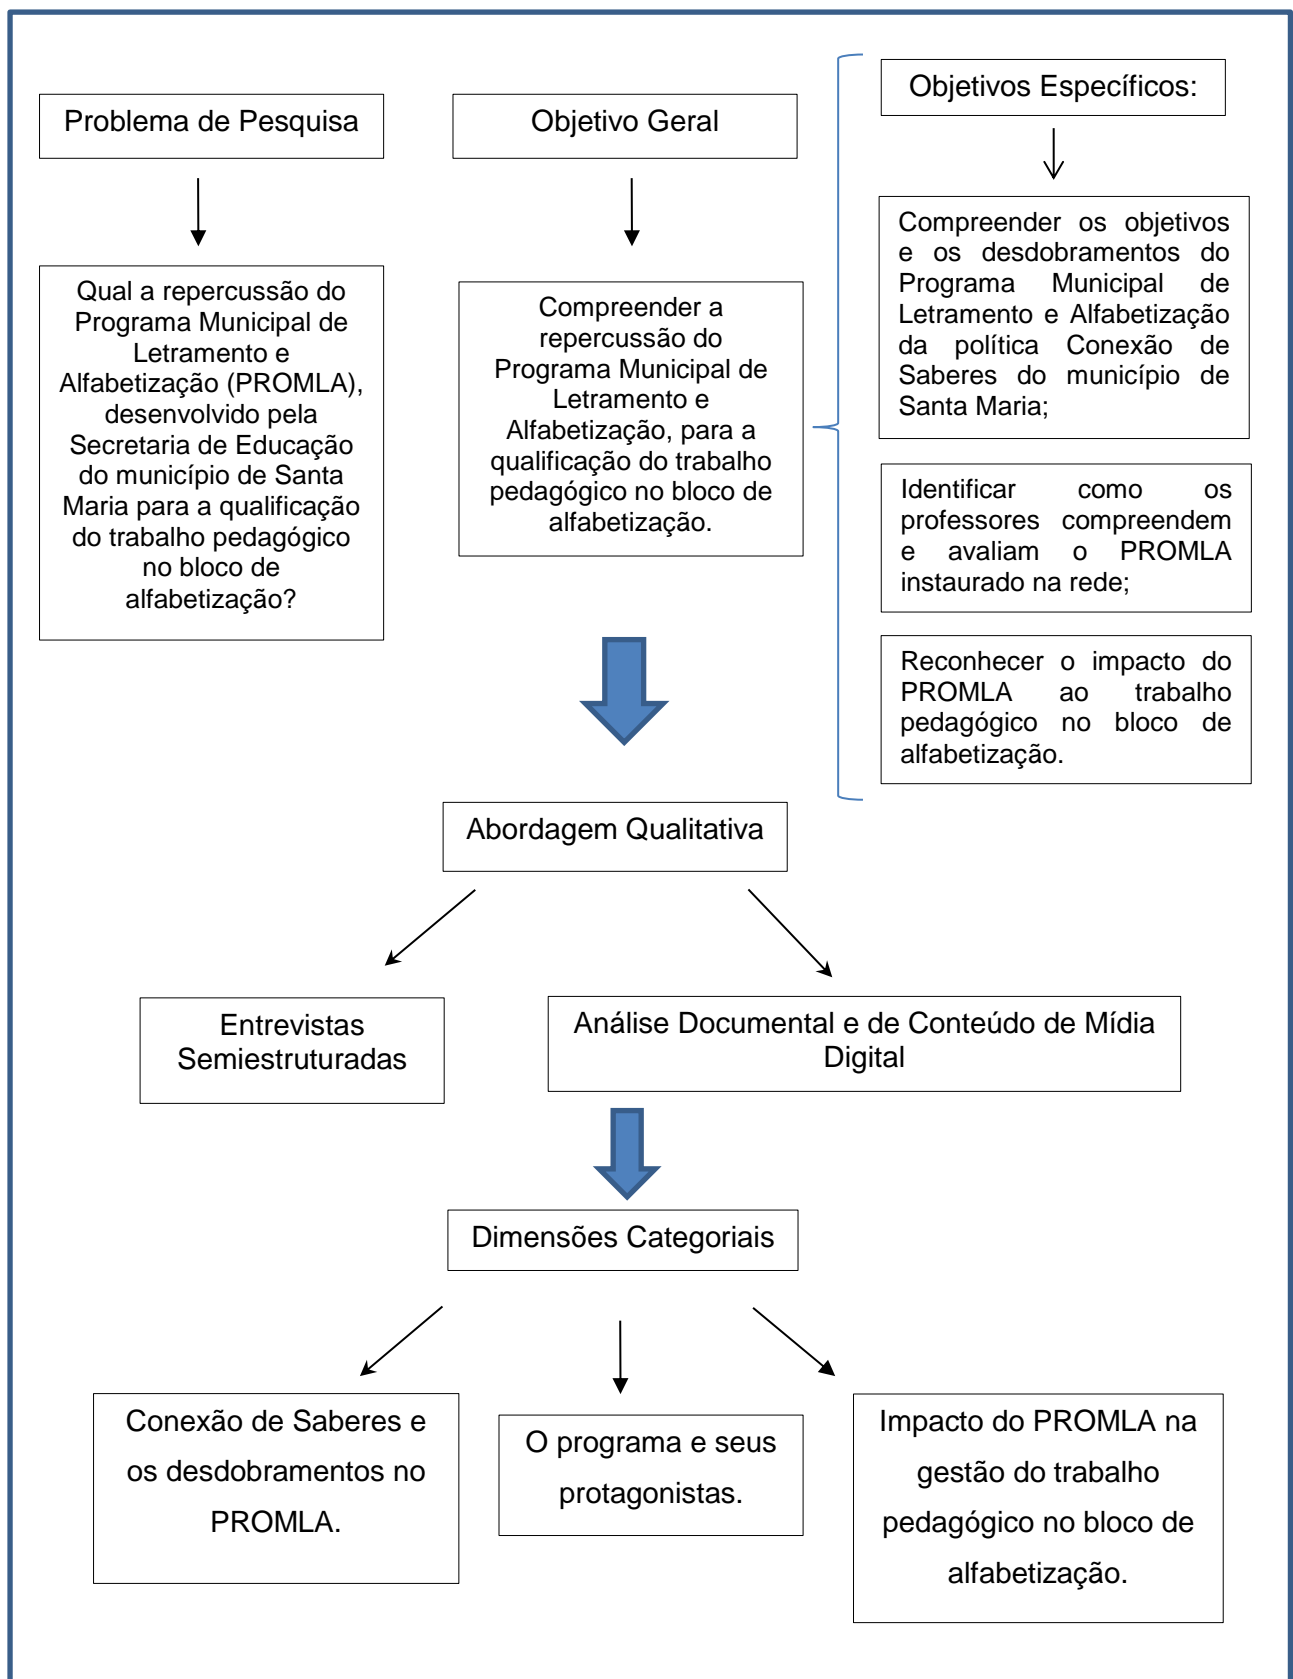 Problema de Pesquisa
Qual a repercussão do
Programa Municipal de
Letramento e
Alfabetização (PROMLA),
desenvolvido pela
Secretaria de Educação
do município de Santa
Maria para a qualificação
do trabalho pedagógico
no bloco de
alfabetização?
Objetivo Geral
Compreender a
repercussão do
Programa Municipal de
Letramento e
Alfabetização, para a
qualificação do trabalho
pedagógico no bloco de
alfabetização.
Objetivos Específicos:
Compreender os objetivos
e os desdobramentos do
Programa Municipal de
Letramento e Alfabetização
da política Conexão de
Saberes do município de
Santa Maria;
Identificar como os
professores compreendem
e avaliam o PROMLA
instaurado na rede;
Reconhecer o impacto do
PROMLA ao trabalho
pedagógico no bloco de
alfabetização.
Abordagem Qualitativa
Entrevistas
Semiestruturadas
Análise Documental e de Conteúdo de Mídia
Digital
Dimensões Categoriais
Conexão de Saberes e
os desdobramentos no
PROMLA.
O programa e seus
protagonistas.
Impacto do PROMLA na
gestão do trabalho
pedagógico no bloco de
alfabetização.